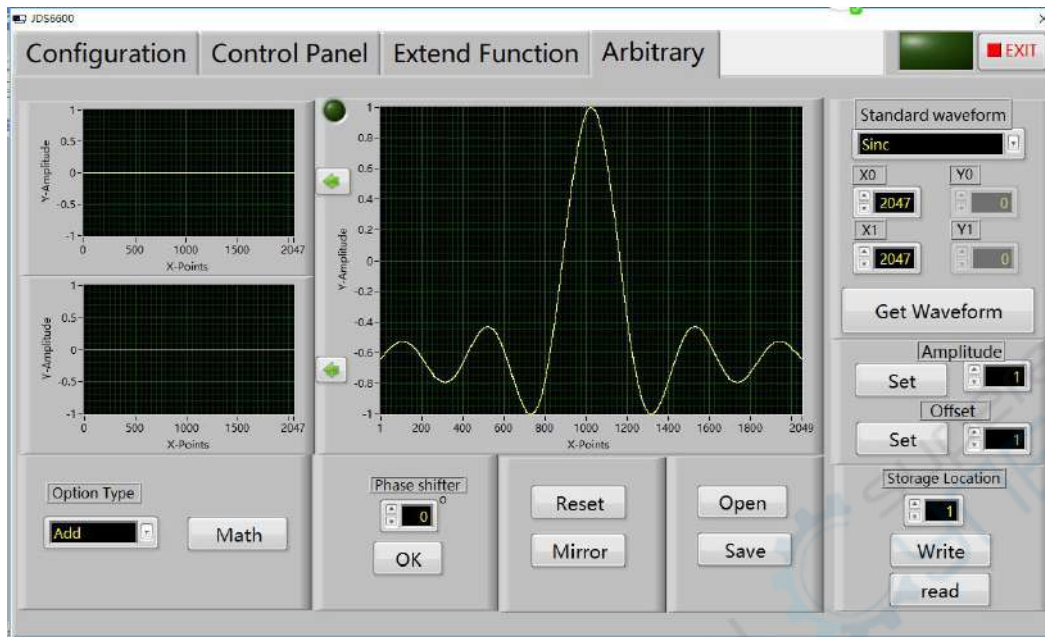 JDS6600
Configuration Control Panel Extend Function Arbitrary
EXIT
1
0.5
0
-0.5
-1
Y-Amplitude
0 500 1000 1500 2047
X-Points
1
0.5
0
-0.5
-1
Y-Amplitude
0 500 1000 1500 2047
X-Points
1
0.8
0.6
0.4
0.2
0
-0.2
-0.4
-0.6
-0.8
-1
Y-Amplitude
1 200 400 600 800 1000 1200 1400 1600 1800 2049
X-Points
Standard waveform
Sinc
X0 Y0
2047 0
X1 Y1
2047 0
Get Waveform
Amplitude
Set 1
Offset
Set 1
Option Type
Add
Math
Phase shifter
0 °
OK
Reset
Mirror
Open
Save
Storage Location
1
Write
read